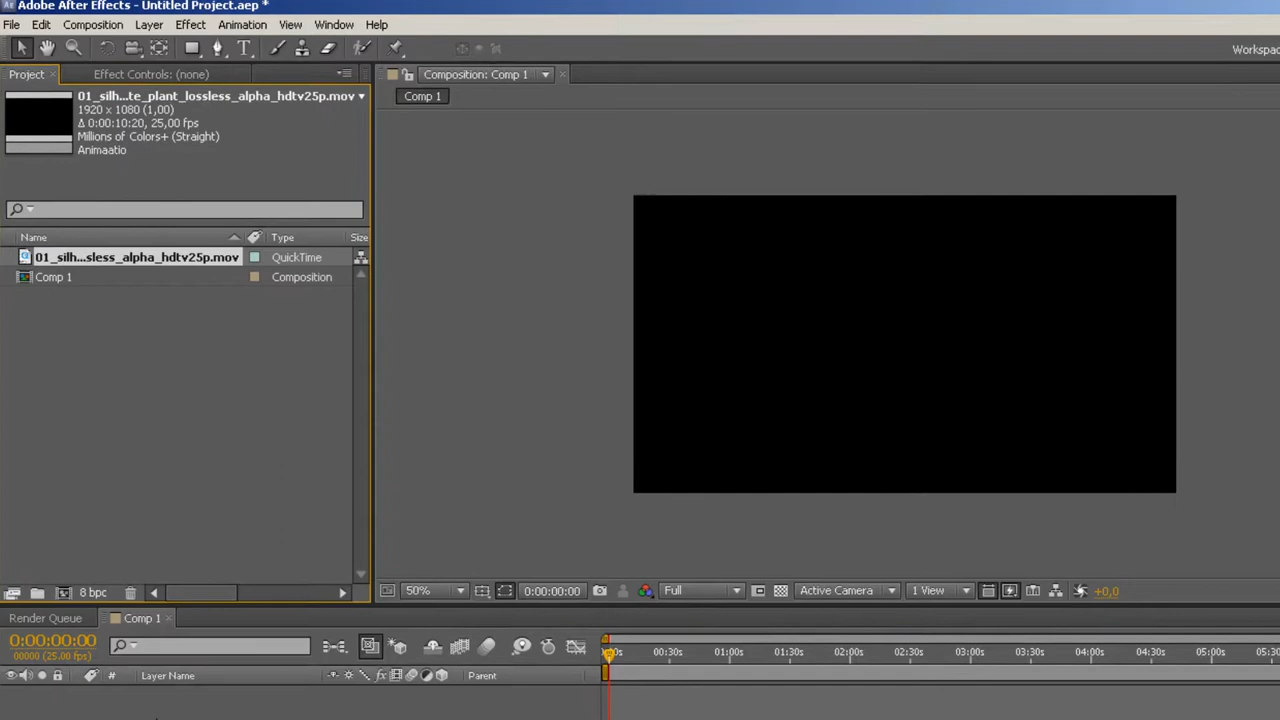 Adobe After Effects - Untitled Project.aep *
File Edit Composition Layer Effect Animation View Window Help
Workspac
Project Effect Controls: (none) Composition: Comp 1
01_silh...te_plant_lossless_alpha_hdtv25p.mov
1920 x 1080 (1,00)
Δ 0:00:10:20, 25,00 fps
Millions of Colors+ (Straight)
Animaatio
Comp 1
Name Type Size
01_silh...sless_alpha_hdtv25p.mov QuickTime
Comp 1 Composition
8 bpc 50% 0:00:00:00 Full Active Camera 1 View +0,0
Render Queue Comp 1
0:00:00:00
00000 (25.00 fps)
00s 00:30s 01:00s 01:30s 02:00s 02:30s 03:00s 03:30s 04:00s 04:30s 05:00s 05:30
# Layer Name fx Parent